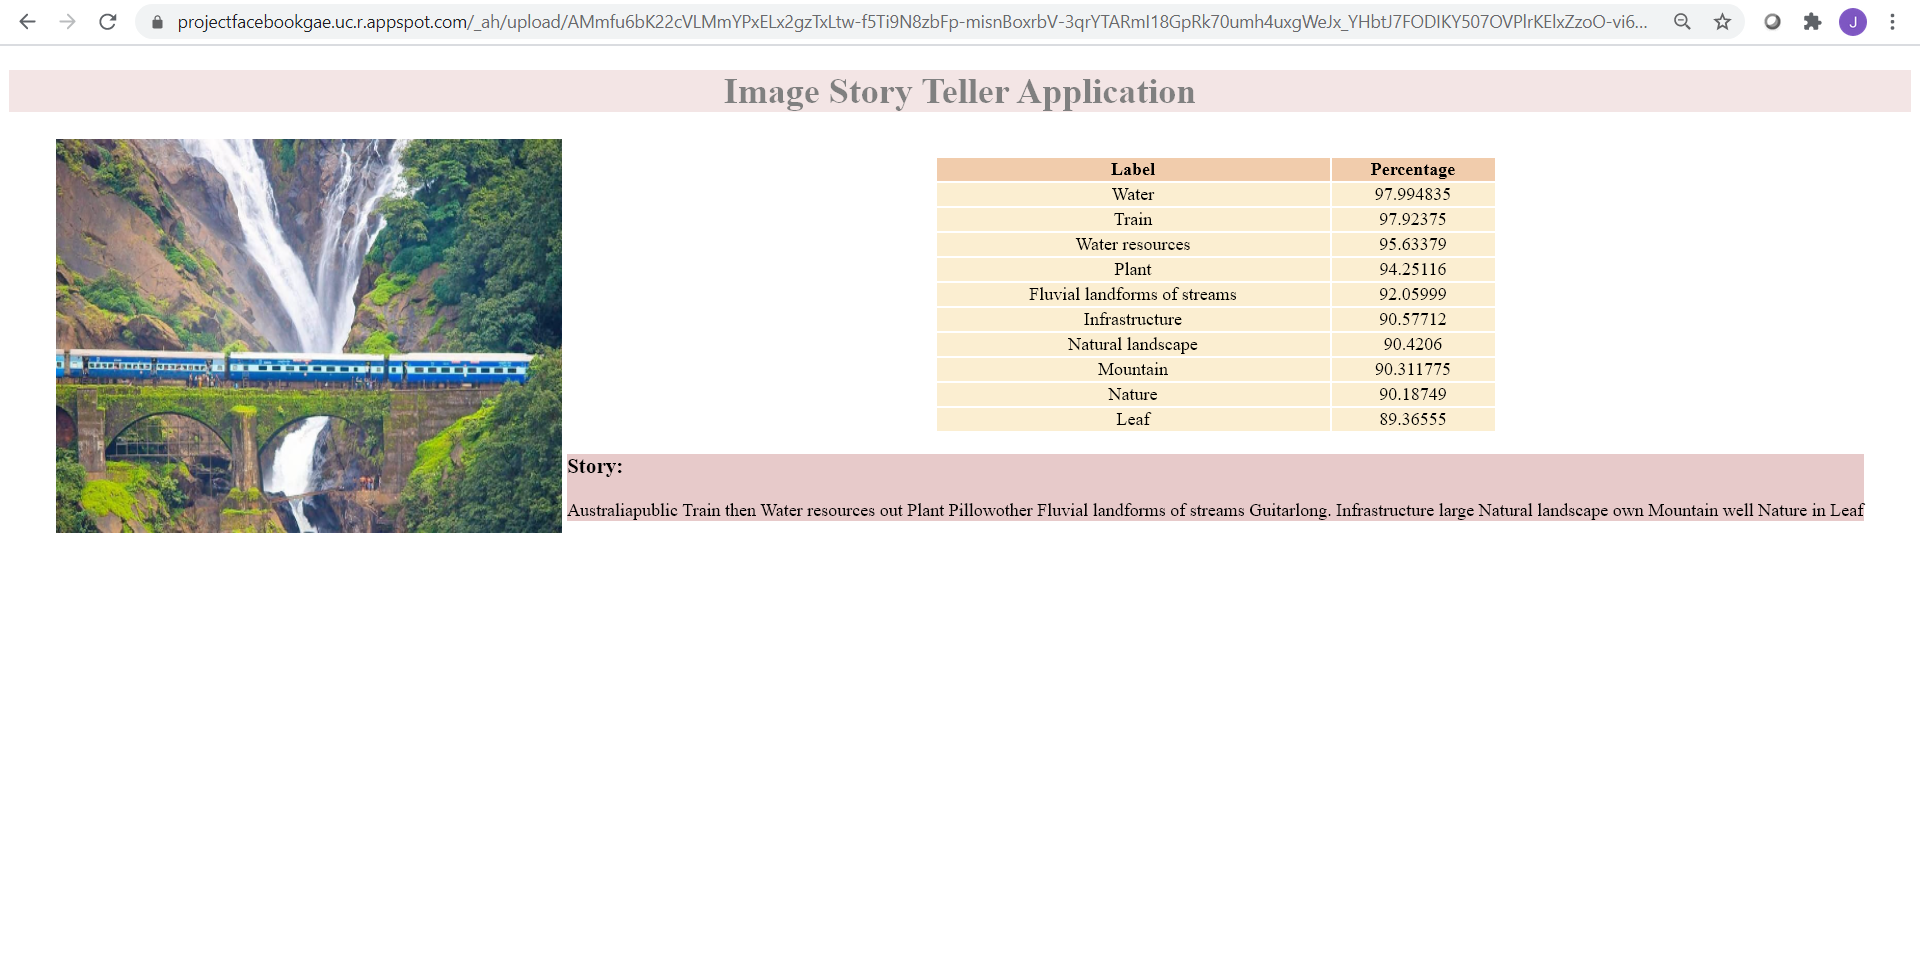 projectfacebookgae.uc.r.appspot.com/_ah/upload/AMmfu6bK22cVLMmYPxELx2gzTxLtw-f5Ti9N8zbFp-misnBoxrbV-3qrYTARmI18GpRk70umh4uxgWeJx_YHbtJ7FODIKY507OVPlrKElxZzoO-vi6...
J
Image Story Teller Application
Label Percentage
Water 97.994835
Train 97.92375
Water resources 95.63379
Plant 94.25116
Fluvial landforms of streams 92.05999
Infrastructure 90.57712
Natural landscape 90.4206
Mountain 90.311775
Nature 90.18749
Leaf 89.36555
Story:
Australiapublic Train then Water resources out Plant Pillowother Fluvial landforms of streams Guitarlong. Infrastructure large Natural landscape own Mountain well Nature in Leaf